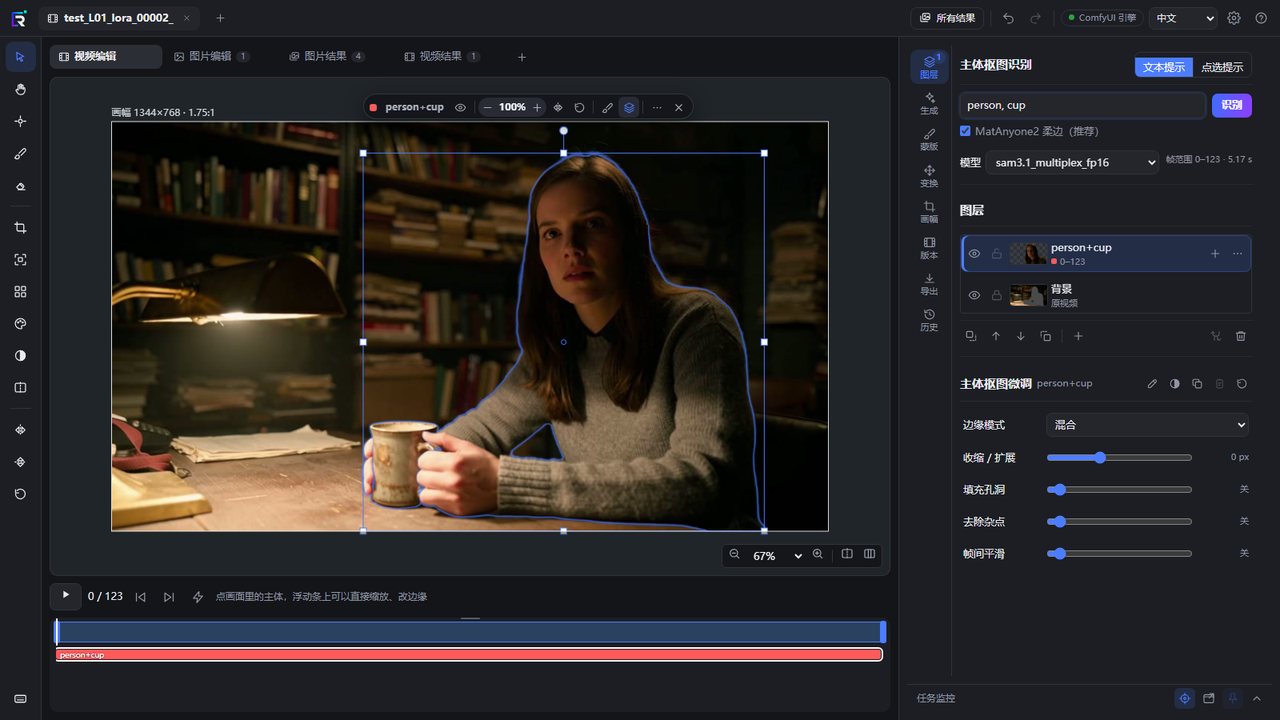 test_L01_lora_00002_
所有结果
ComfyUI 引擎
中文
视频编辑
图片编辑 1
图片结果 4
视频结果 1
画幅 1344×768 · 1.75:1
person+cup
100%
67%
0 / 123
点画面里的主体，浮动条上可以直接缩放、改边缘
person+cup
图层 1
生成
蒙版
变换
画幅
版本
导出
历史
主体抠图识别
文本提示
点选提示
person, cup
识别
MatAnyone2 柔边（推荐）
模型
sam3.1_multiplex_fp16
帧范围 0–123 · 5.17 s
图层
person+cup
0–123
背景
原视频
主体抠图微调 person+cup
边缘模式
混合
收缩 / 扩展
0 px
填充孔洞
关
去除杂点
关
帧间平滑
关
任务监控